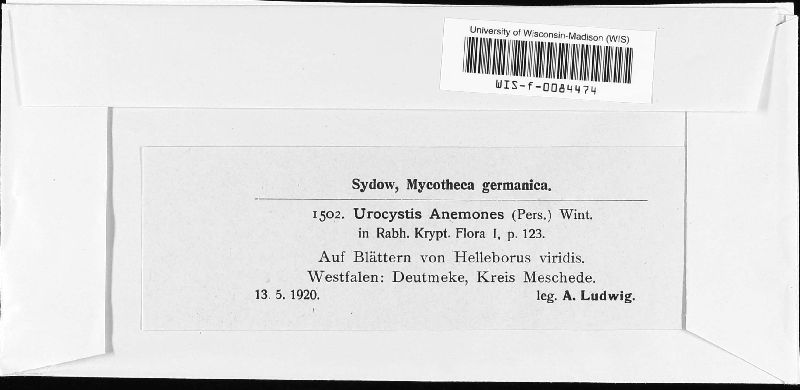 University of Wisconsin-Madison (WIS)
WIS-f-0084474
Sydow, Mycotheca germanica.
1502. Urocystis Anemones (Pers.) Wint.
in Rabh. Krypt. Flora I, p. 123.
Auf Blättern von Helleborus viridis.
Westfalen: Deutmeke, Kreis Meschede.
13. 5. 1920. leg. A. Ludwig.